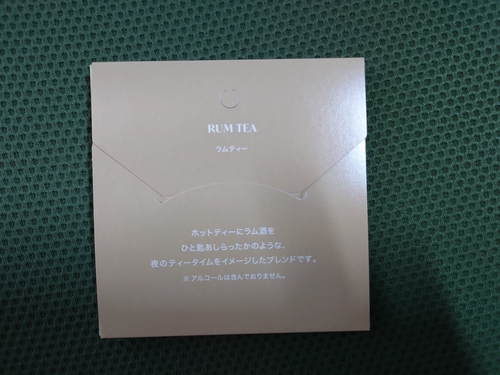 RUM TEA
ラムティー
ホットティーにラム酒を
ひと匙あしらったかのような、
夜のティータイムをイメージしたブレンドです。
※ アルコールは含んでおりません。